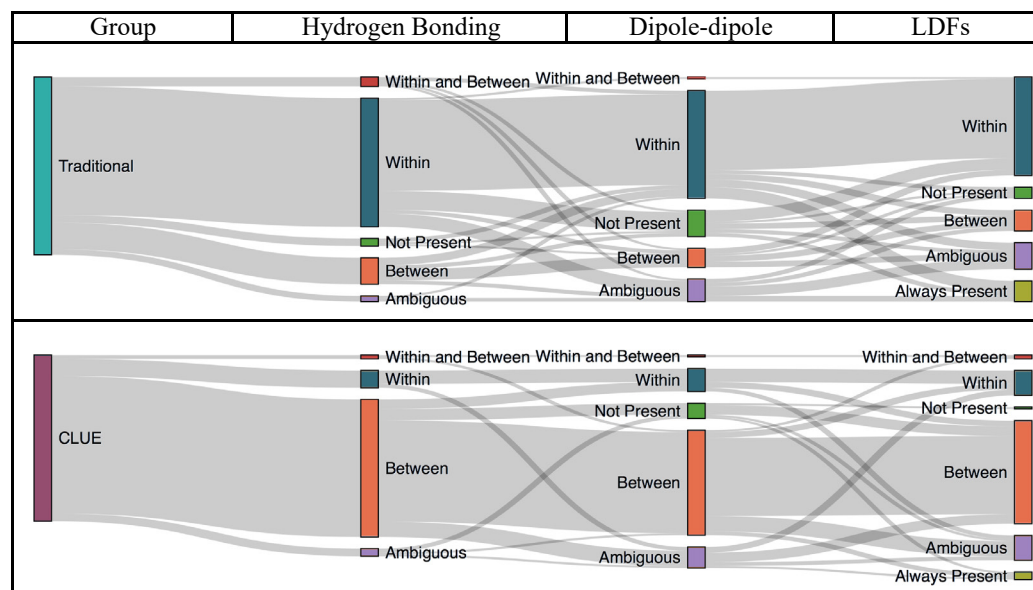 Group Hydrogen Bonding Dipole-dipole LDFs
Within and Between Within and Between
Within
Within
Traditional
Within
Not Present
Not Present
Between
Not Present
Between
Between
Ambiguous
Ambiguous
Ambiguous
Always Present
Within and Between Within and Between Within and Between
Within
Within
Within
Not Present
Not Present
CLUE
Between
Between
Between
Ambiguous
Ambiguous
Ambiguous
Always Present